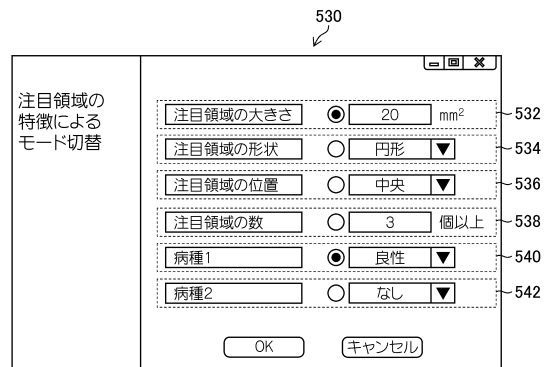 530
注目領域の
特徴による
モード切替
注目領域の大きさ 20 mm² 532
注目領域の形状 円形 534
注目領域の位置 中央 536
注目領域の数 3 個以上 538
病種1 良性 540
病種2 なし 542
OK キャンセル